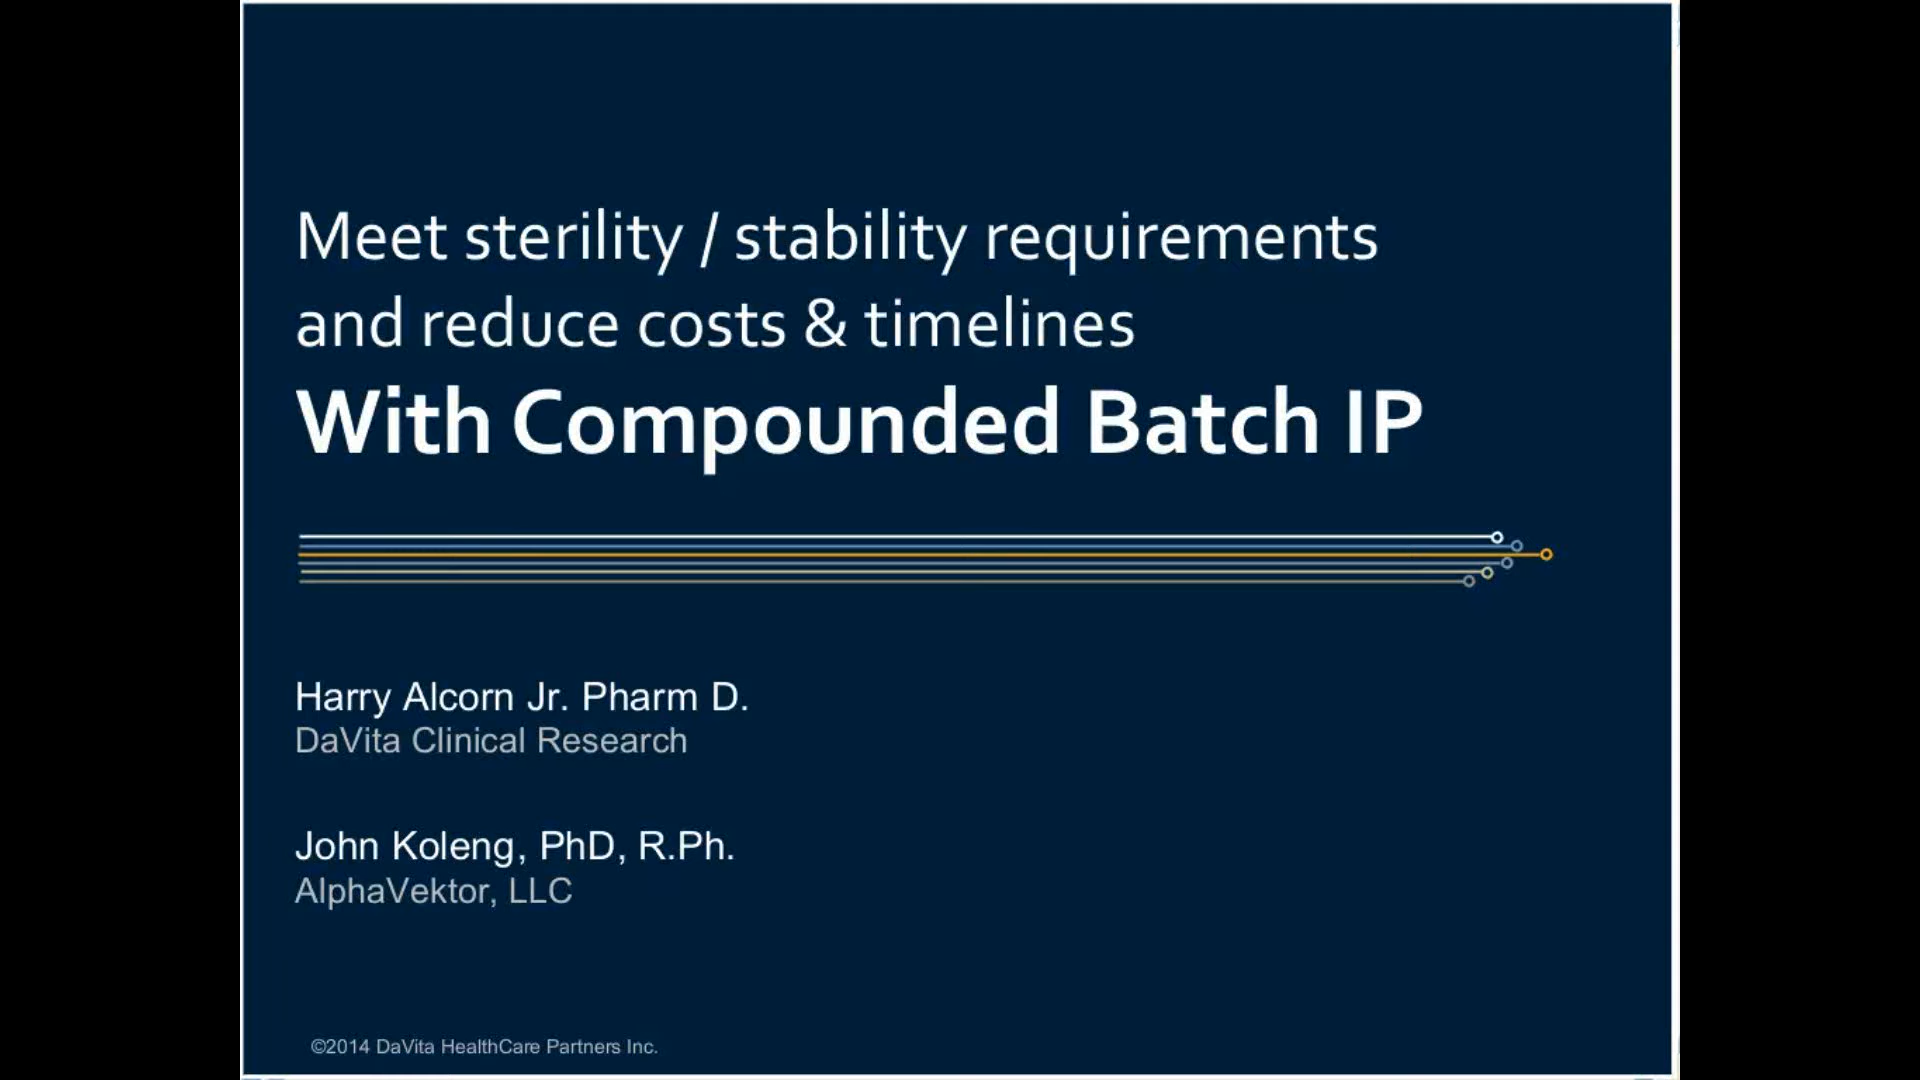 Meet sterility / stability requirements
and reduce costs & timelines
With Compounded Batch IP
Harry Alcorn Jr. Pharm D.
DaVita Clinical Research
John Koleng, PhD, R.Ph.
AlphaVektor, LLC
©2014 DaVita HealthCare Partners Inc.